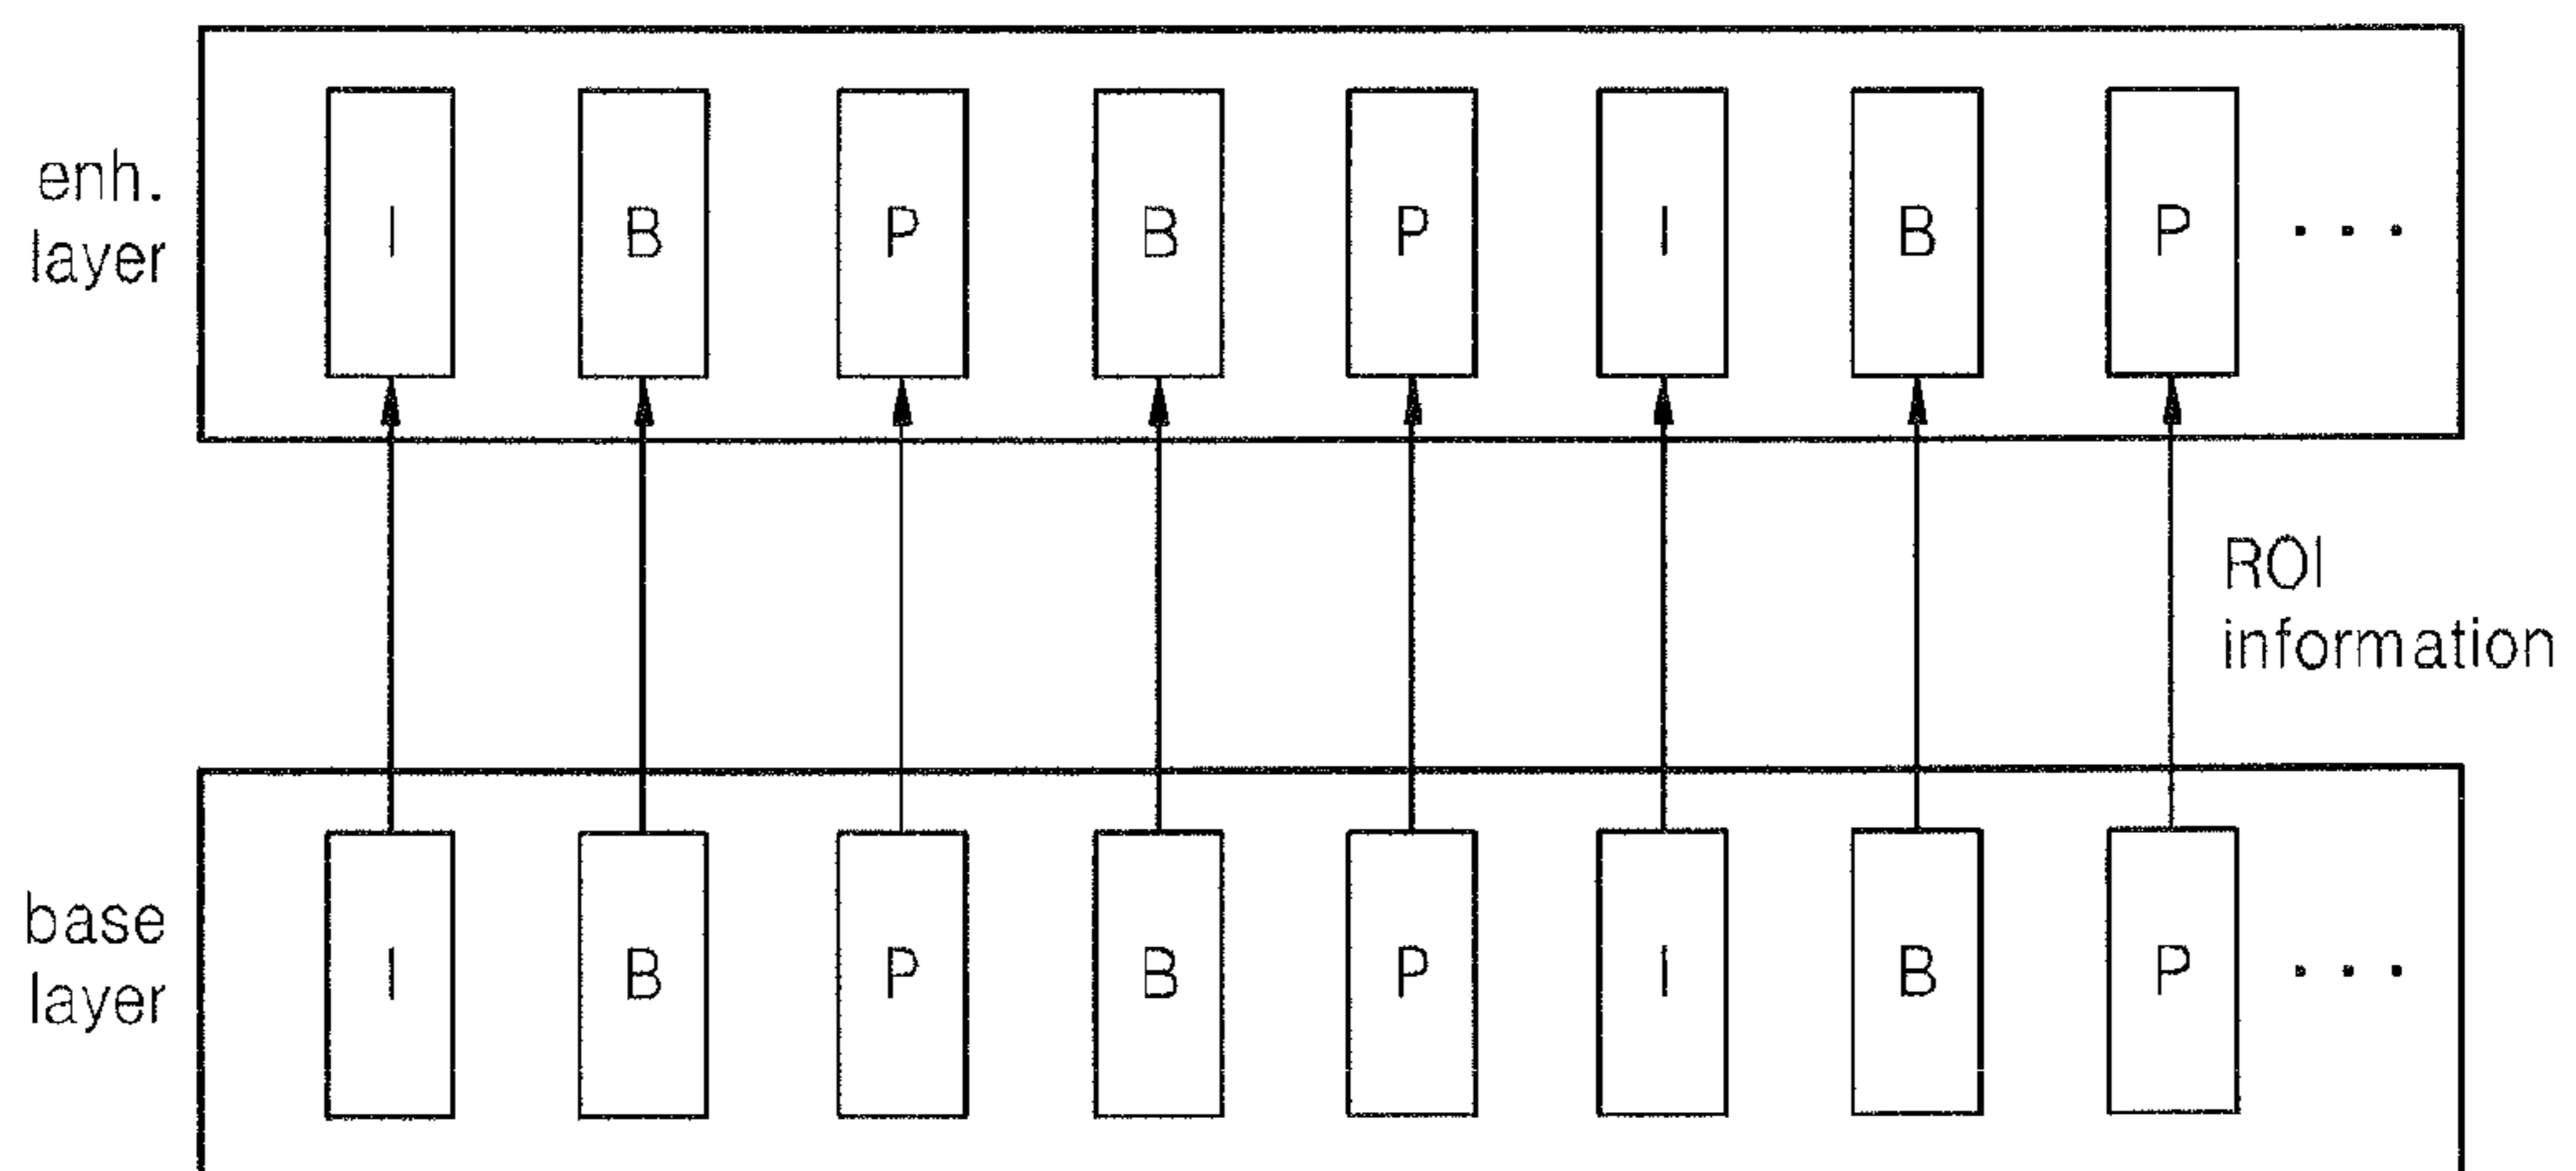 enh.
layer
I B P B P I B P . . .
ROI
information
base
layer
I B P B P I B P . . .